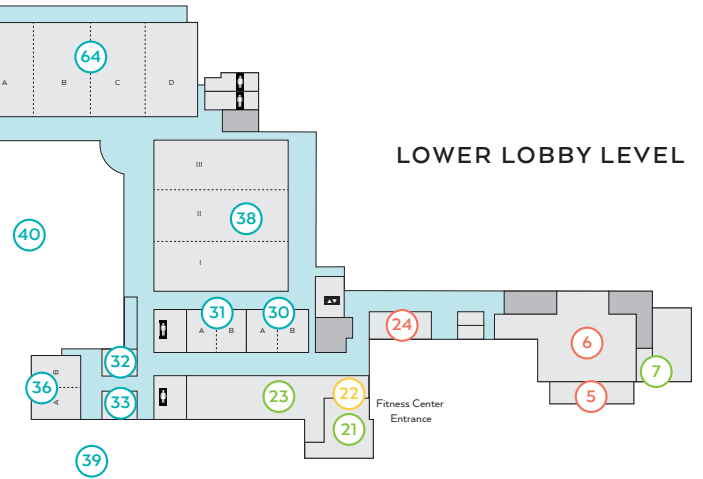 64
A B C D
LOWER LOBBY LEVEL
III
II
38
I
40
31
30
A B
A B
24
6
7
5
32
33
36
B
A
23
22
21
Fitness Center
Entrance
39